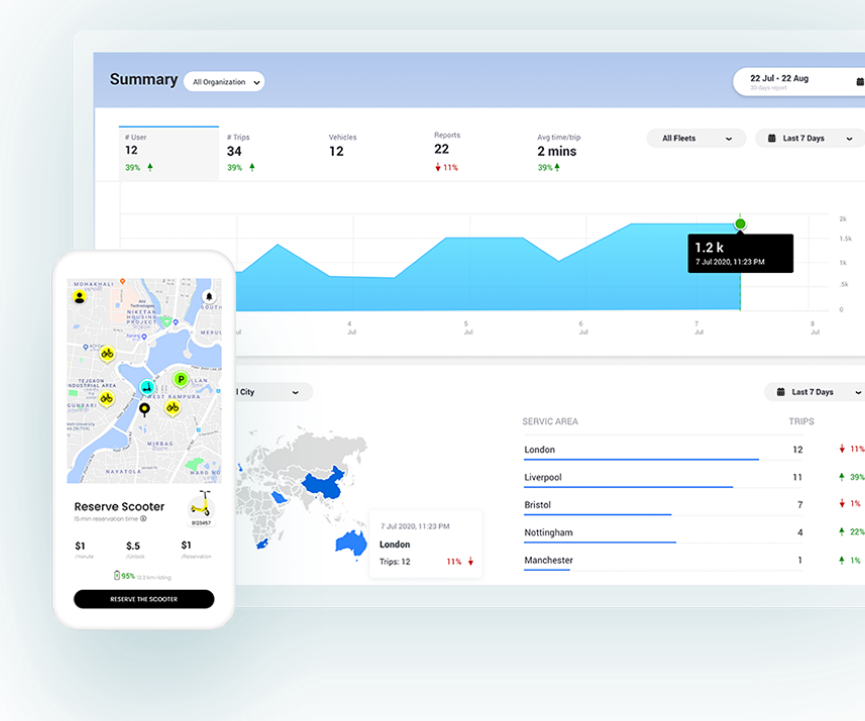 Summary
All Organization
22 Jul - 22 Aug
30 days report
# User
12
39%
# Trips
34
39%
Vehicles
12
Reports
22
11%
Avg time/trip
2 mins
39%
All Fleets
Last 7 Days
2k
1.5k
1k
.5k
0
1.2 k
7 Jul 2020, 11:23 PM
ul
4
Jul
5
Jul
6
Jul
7
Jul
8
Jul
l City
Last 7 Days
SERVIC AREA
TRIPS
London
12
11%
Liverpool
11
39%
Bristol
7
1%
Nottingham
4
22%
Manchester
1
1%
7 Jul 2020, 11:23 PM
London
Trips: 12
11%
MOHAKHALI
NIKETAN
HOUSING
PROJECT
MERUL
TEJGAON
INDUSTRIAL AREA
P
WEST RAMPURA
MIRBAG
NAYATOLA
Reserve Scooter
15 min reservation time
0123457
$1
/minute
$.5
/Unlock
$1
/Reservation
95%
RESERVE THE SCOOTER